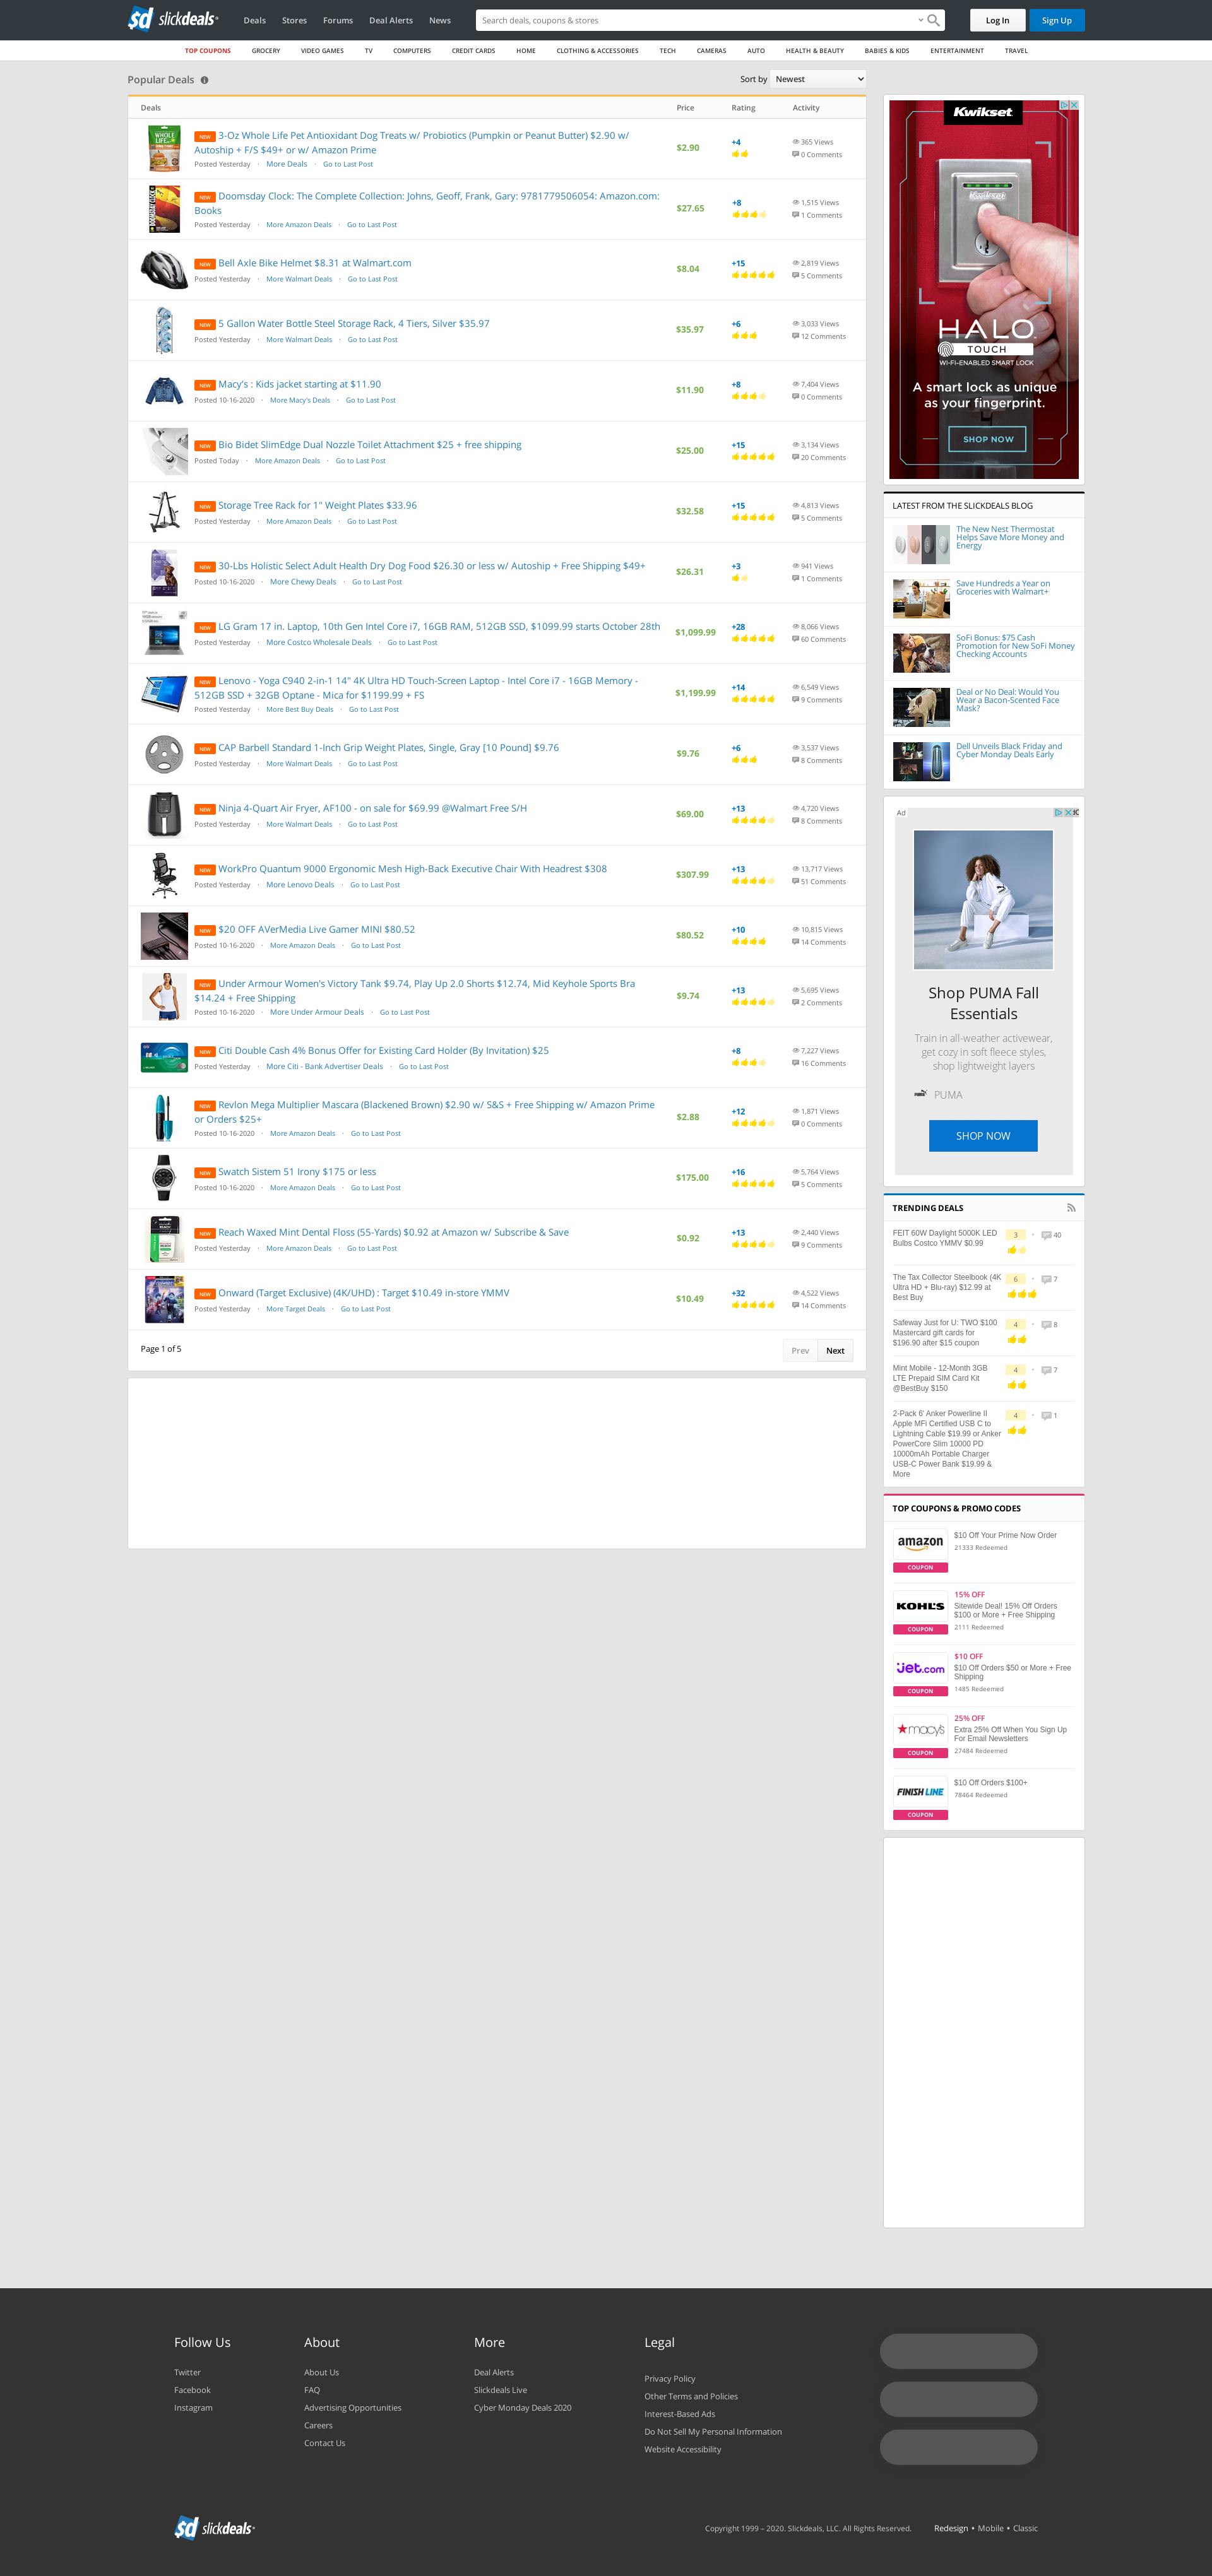 sd slickdeals
Deals Stores Forums Deal Alerts News
Search deals, coupons & stores
Log In Sign Up
TOP COUPONS GROCERY VIDEO GAMES TV COMPUTERS CREDIT CARDS HOME CLOTHING & ACCESSORIES TECH CAMERAS AUTO HEALTH & BEAUTY BABIES & KIDS ENTERTAINMENT TRAVEL
Popular Deals
Sort by Newest
Deals Price Rating Activity
NEW 3-Oz Whole Life Pet Antioxidant Dog Treats w/ Probiotics (Pumpkin or Peanut Butter) $2.90 w/
Autoship + F/S $49+ or w/ Amazon Prime
Posted Yesterday · More Deals · Go to Last Post
$2.90 +4 365 Views
0 Comments
NEW Doomsday Clock: The Complete Collection: Johns, Geoff, Frank, Gary: 9781779506054: Amazon.com:
Books
Posted Yesterday · More Amazon Deals · Go to Last Post
$27.65 +8 1,515 Views
1 Comments
NEW Bell Axle Bike Helmet $8.31 at Walmart.com
Posted Yesterday · More Walmart Deals · Go to Last Post
$8.04 +15 2,819 Views
5 Comments
NEW 5 Gallon Water Bottle Steel Storage Rack, 4 Tiers, Silver $35.97
Posted Yesterday · More Walmart Deals · Go to Last Post
$35.97 +6 3,033 Views
12 Comments
NEW Macy's : Kids jacket starting at $11.90
Posted 10-16-2020 · More Macy's Deals · Go to Last Post
$11.90 +8 7,404 Views
0 Comments
NEW Bio Bidet SlimEdge Dual Nozzle Toilet Attachment $25 + free shipping
Posted Today · More Amazon Deals · Go to Last Post
$25.00 +15 3,134 Views
20 Comments
NEW Storage Tree Rack for 1" Weight Plates $33.96
Posted Yesterday · More Amazon Deals · Go to Last Post
$32.58 +15 4,813 Views
5 Comments
NEW 30-Lbs Holistic Select Adult Health Dry Dog Food $26.30 or less w/ Autoship + Free Shipping $49+
Posted 10-16-2020 · More Chewy Deals · Go to Last Post
$26.31 +3 941 Views
1 Comments
NEW LG Gram 17 in. Laptop, 10th Gen Intel Core i7, 16GB RAM, 512GB SSD, $1099.99 starts October 28th
Posted Yesterday · More Costco Wholesale Deals · Go to Last Post
$1,099.99 +28 8,066 Views
60 Comments
NEW Lenovo - Yoga C940 2-in-1 14" 4K Ultra HD Touch-Screen Laptop - Intel Core i7 - 16GB Memory -
512GB SSD + 32GB Optane - Mica for $1199.99 + FS
Posted Yesterday · More Best Buy Deals · Go to Last Post
$1,199.99 +14 6,549 Views
9 Comments
NEW CAP Barbell Standard 1-Inch Grip Weight Plates, Single, Gray [10 Pound] $9.76
Posted Yesterday · More Walmart Deals · Go to Last Post
$9.76 +6 3,537 Views
8 Comments
NEW Ninja 4-Quart Air Fryer, AF100 - on sale for $69.99 @Walmart Free S/H
Posted Yesterday · More Walmart Deals · Go to Last Post
$69.00 +13 4,720 Views
8 Comments
NEW WorkPro Quantum 9000 Ergonomic Mesh High-Back Executive Chair With Headrest $308
Posted Yesterday · More Lenovo Deals · Go to Last Post
$307.99 +13 13,717 Views
51 Comments
NEW $20 OFF AVerMedia Live Gamer MINI $80.52
Posted 10-16-2020 · More Amazon Deals · Go to Last Post
$80.52 +10 10,815 Views
14 Comments
NEW Under Armour Women's Victory Tank $9.74, Play Up 2.0 Shorts $12.74, Mid Keyhole Sports Bra
$14.24 + Free Shipping
Posted 10-16-2020 · More Under Armour Deals · Go to Last Post
$9.74 +13 5,695 Views
2 Comments
NEW Citi Double Cash 4% Bonus Offer for Existing Card Holder (By Invitation) $25
Posted Yesterday · More Citi - Bank Advertiser Deals · Go to Last Post
+8 7,227 Views
16 Comments
NEW Revlon Mega Multiplier Mascara (Blackened Brown) $2.90 w/ S&S + Free Shipping w/ Amazon Prime
or Orders $25+
Posted 10-16-2020 · More Amazon Deals · Go to Last Post
$2.88 +12 1,871 Views
0 Comments
NEW Swatch Sistem 51 Irony $175 or less
Posted 10-16-2020 · More Amazon Deals · Go to Last Post
$175.00 +16 5,764 Views
5 Comments
NEW Reach Waxed Mint Dental Floss (55-Yards) $0.92 at Amazon w/ Subscribe & Save
Posted Yesterday · More Amazon Deals · Go to Last Post
$0.92 +13 2,440 Views
9 Comments
NEW Onward (Target Exclusive) (4K/UHD) : Target $10.49 in-store YMMV
Posted Yesterday · More Target Deals · Go to Last Post
$10.49 +32 4,522 Views
14 Comments
Page 1 of 5
Prev Next
Kwikset
HALO
TOUCH
WI-FI-ENABLED SMART LOCK
A smart lock as unique
as your fingerprint.
SHOP NOW
LATEST FROM THE SLICKDEALS BLOG
The New Nest Thermostat
Helps Save More Money and
Energy
Save Hundreds a Year on
Groceries with Walmart+
SoFi Bonus: $75 Cash
Promotion for New SoFi Money
Checking Accounts
Deal or No Deal: Would You
Wear a Bacon-Scented Face
Mask?
Dell Unveils Black Friday and
Cyber Monday Deals Early
Ad
Shop PUMA Fall
Essentials
Train in all-weather activewear,
get cozy in soft fleece styles,
shop lightweight layers
PUMA
SHOP NOW
TRENDING DEALS
FEIT 60W Daylight 5000K LED
Bulbs Costco YMMV $0.99
3 · 40
The Tax Collector Steelbook (4K
Ultra HD + Blu-ray) $12.99 at
Best Buy
6 · 7
Safeway Just for U: TWO $100
Mastercard gift cards for
$196.90 after $15 coupon
4 · 8
Mint Mobile - 12-Month 3GB
LTE Prepaid SIM Card Kit
@BestBuy $150
4 · 7
2-Pack 6' Anker Powerline II
Apple MFi Certified USB C to
Lightning Cable $19.99 or Anker
PowerCore Slim 10000 PD
10000mAh Portable Charger
USB-C Power Bank $19.99 &
More
4 · 1
TOP COUPONS & PROMO CODES
amazon
COUPON
$10 Off Your Prime Now Order
21333 Redeemed
KOHL'S
COUPON
15% OFF
Sitewide Deal! 15% Off Orders
$100 or More + Free Shipping
2111 Redeemed
jet.com
COUPON
$10 OFF
$10 Off Orders $50 or More + Free
Shipping
1485 Redeemed
macy's
COUPON
25% OFF
Extra 25% Off When You Sign Up
For Email Newsletters
27484 Redeemed
FINISH LINE
COUPON
$10 Off Orders $100+
78464 Redeemed
Follow Us
Twitter
Facebook
Instagram
About
About Us
FAQ
Advertising Opportunities
Careers
Contact Us
More
Deal Alerts
Slickdeals Live
Cyber Monday Deals 2020
Legal
Privacy Policy
Other Terms and Policies
Interest-Based Ads
Do Not Sell My Personal Information
Website Accessibility
sd slickdeals
Copyright 1999 – 2020. Slickdeals, LLC. All Rights Reserved.
Redesign • Mobile • Classic